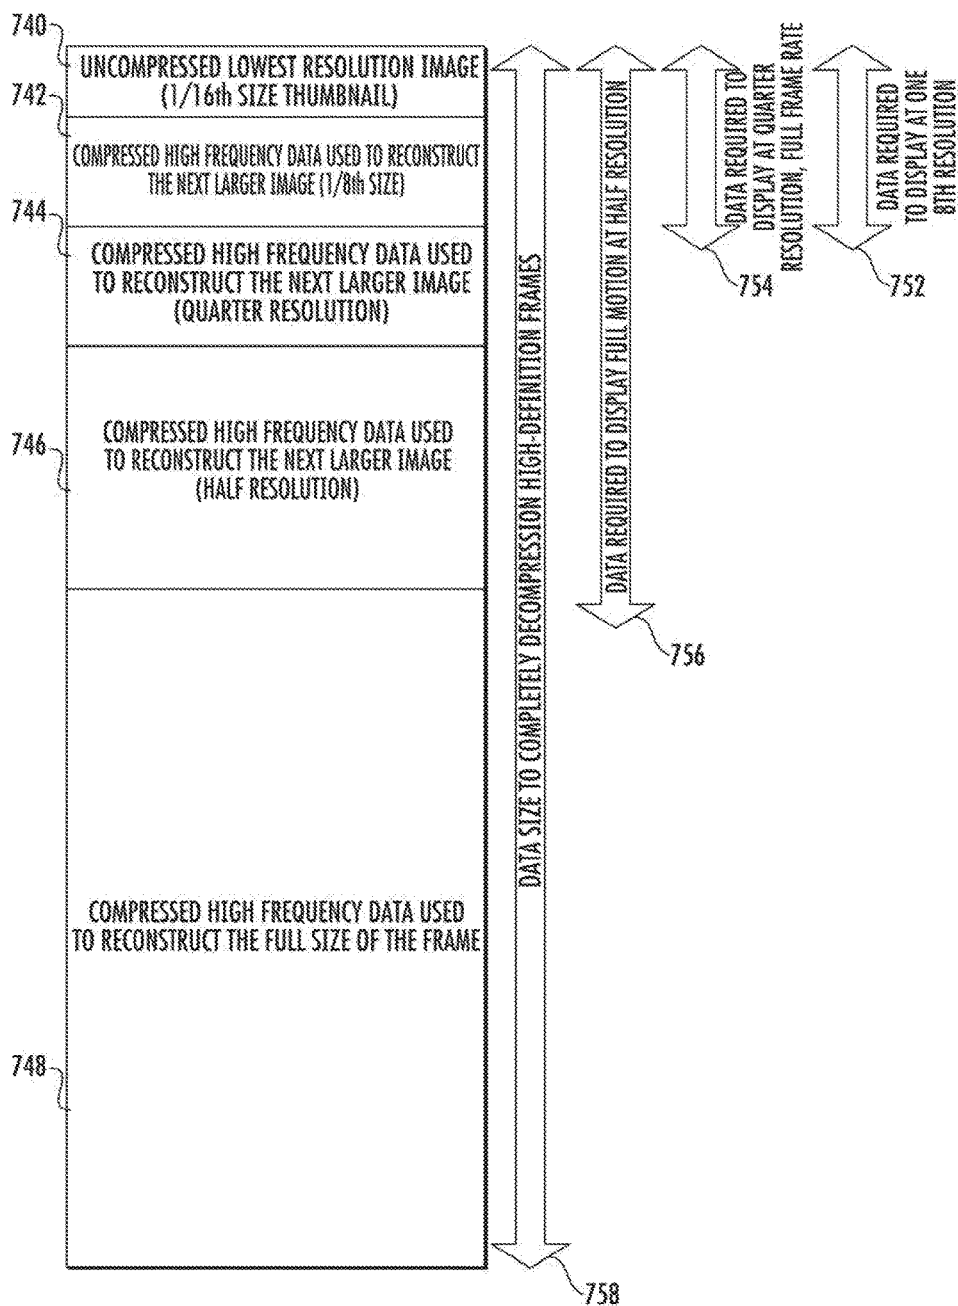 740
UNCOMPRESSED LOWEST RESOLUTION IMAGE
(1/16th SIZE THUMBNAIL)
742
COMPRESSED HIGH FREQUENCY DATA USED TO RECONSTRUCT
THE NEXT LARGER IMAGE (1/8th SIZE)
744
COMPRESSED HIGH FREQUENCY DATA USED
TO RECONSTRUCT THE NEXT LARGER IMAGE
(QUARTER RESOLUTION)
746
COMPRESSED HIGH FREQUENCY DATA USED
TO RECONSTRUCT THE NEXT LARGER IMAGE
(HALF RESOLUTION)
COMPRESSED HIGH FREQUENCY DATA USED
TO RECONSTRUCT THE FULL SIZE OF THE FRAME
748
DATA SIZE TO COMPLETELY DECOMPRESSION HIGH-DEFINITION FRAMES
758
DATA REQUIRED TO DISPLAY FULL MOTION AT HALF RESOLUTION
756
DATA REQUIRED TO
DISPLAY AT QUARTER
RESOLUTION, FULL FRAME RATE
754
DATA REQUIRED
TO DISPLAY AT ONE
8TH RESOLUTION
752